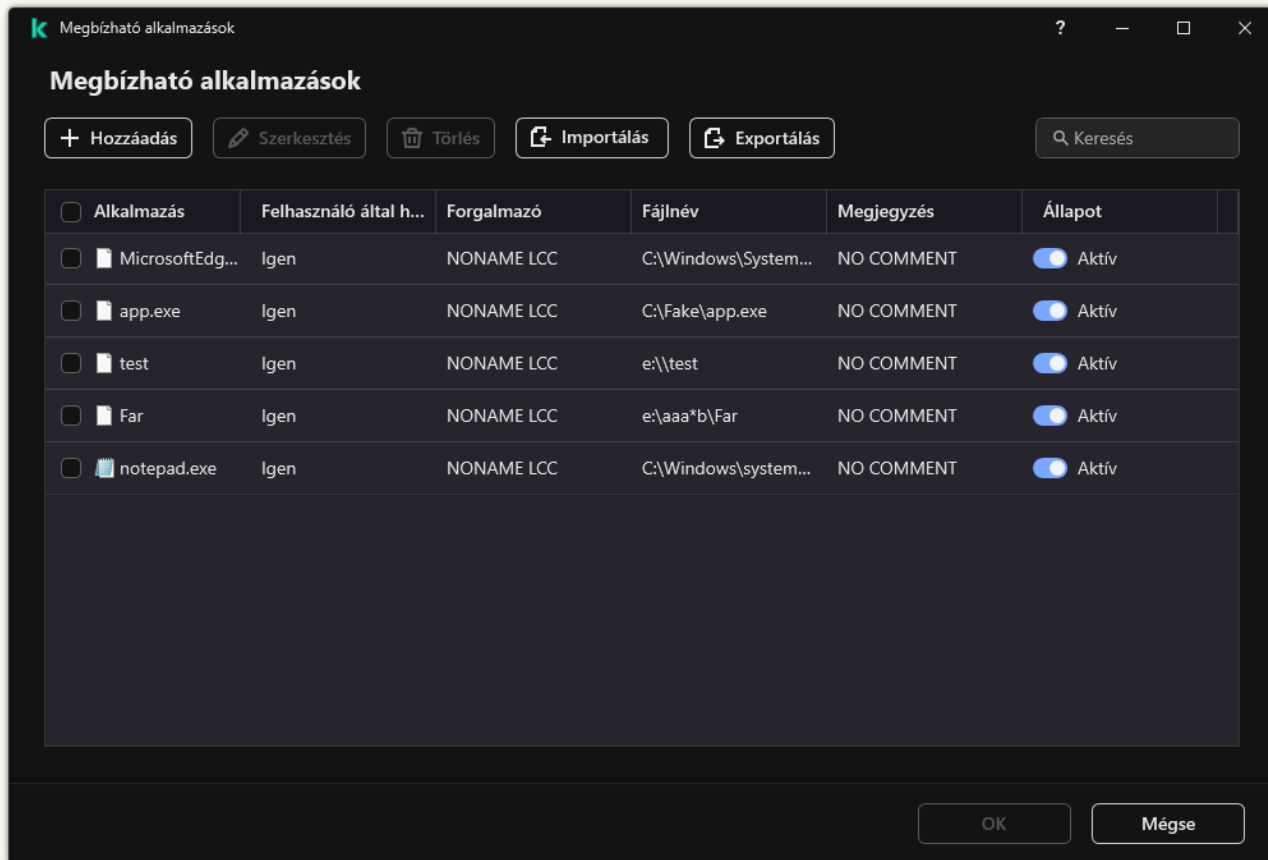 Megbízható alkalmazások
Megbízható alkalmazások
Hozzáadás Szerkesztés Törlés Importálás Exportálás Keresés
Alkalmazás Felhasználó által h... Forgalmazó Fájlnév Megjegyzés Állapot
MicrosoftEdg... Igen NONAME LCC C:\Windows\System... NO COMMENT Aktív
app.exe Igen NONAME LCC C:\Fake\app.exe NO COMMENT Aktív
test Igen NONAME LCC e:\\test NO COMMENT Aktív
Far Igen NONAME LCC e:\aaa*b\Far NO COMMENT Aktív
notepad.exe Igen NONAME LCC C:\Windows\system... NO COMMENT Aktív
OK Mégse